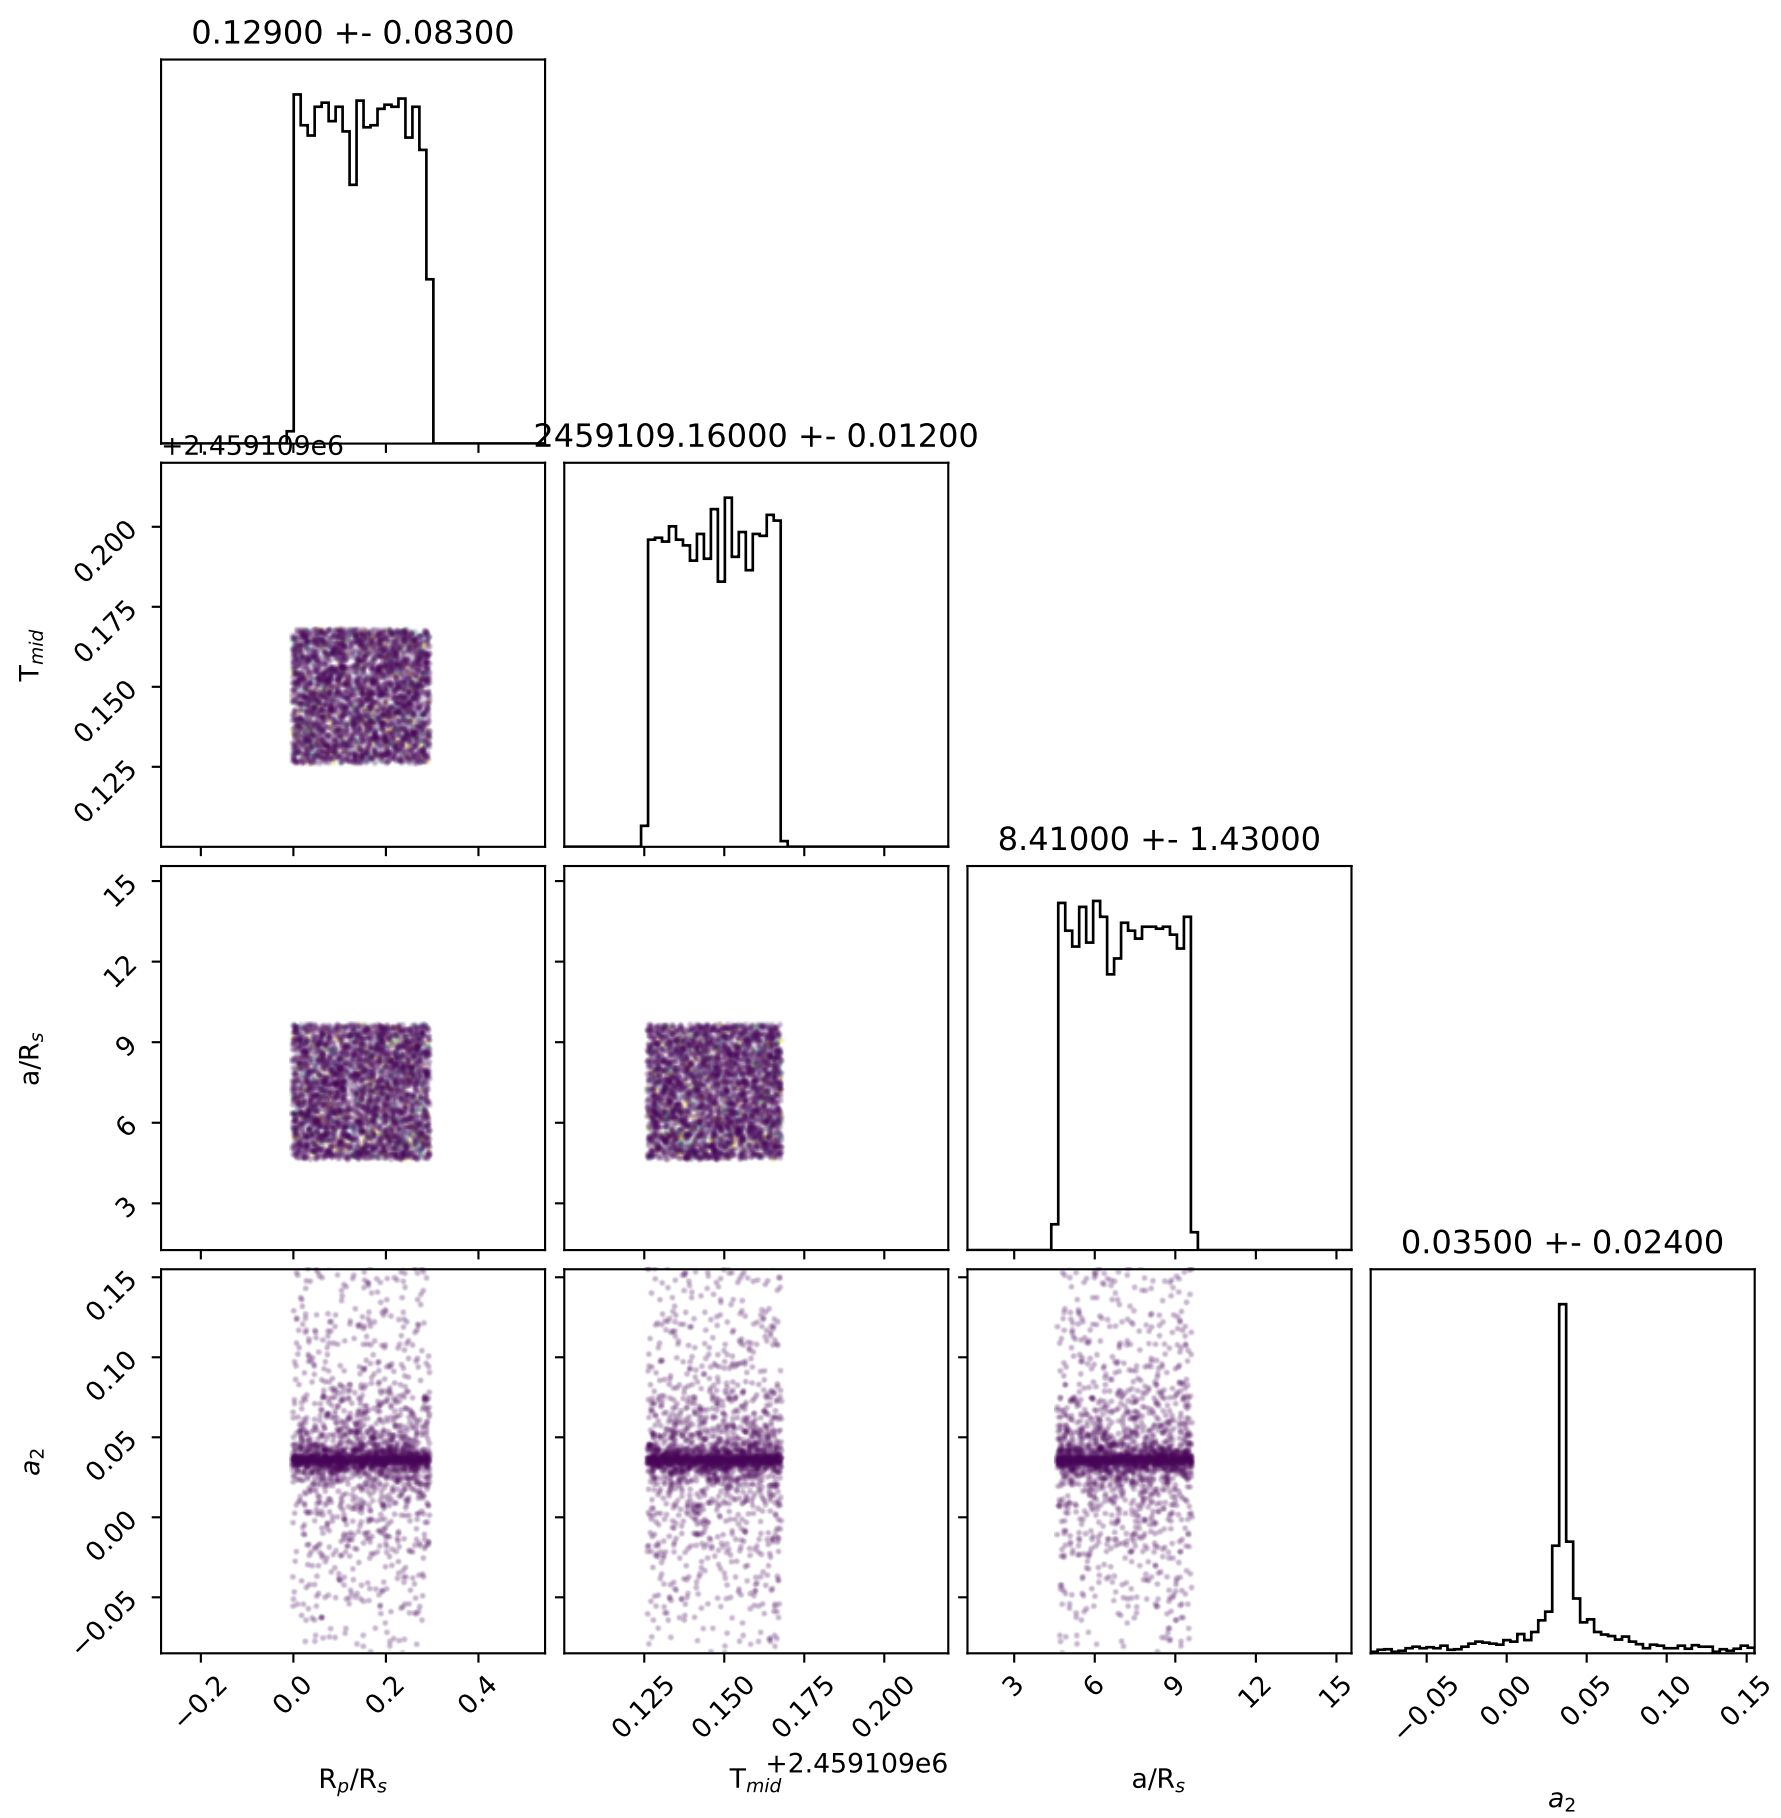 0.12900 +- 0.08300
+2.459109e6
2459109.16000 +- 0.01200
0.200
0.175
0.150
0.125
T_mid
8.41000 +- 1.43000
15
12
9
6
3
a/R_s
0.03500 +- 0.02400
0.15
0.10
0.05
0.00
−0.05
a_2
−0.2 0.0 0.2 0.4
0.125 0.150 0.175 0.200
3 6 9 12 15
−0.05 0.00 0.05 0.10 0.15
+2.459109e6
R_p/R_s
T_mid
a/R_s
a_2